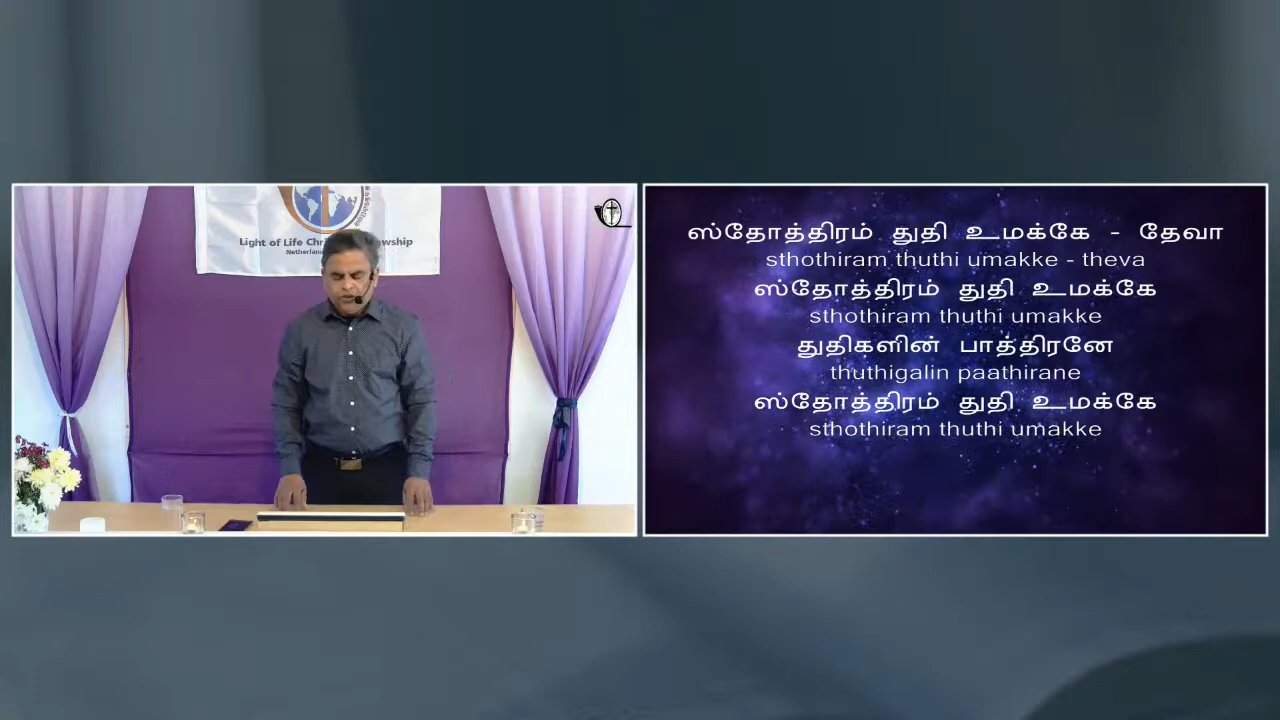 Light of Life Chr
wship
Netherland
ஸ்தோத்திரம் துதி உமக்கே - தேவா
sthothiram thuthi umakke - theva
ஸ்தோத்திரம் துதி உமக்கே
sthothiram thuthi umakke
துதிகளின் பாத்திரனே
thuthigalin paathirane
ஸ்தோத்திரம் துதி உமக்கே
sthothiram thuthi umakke